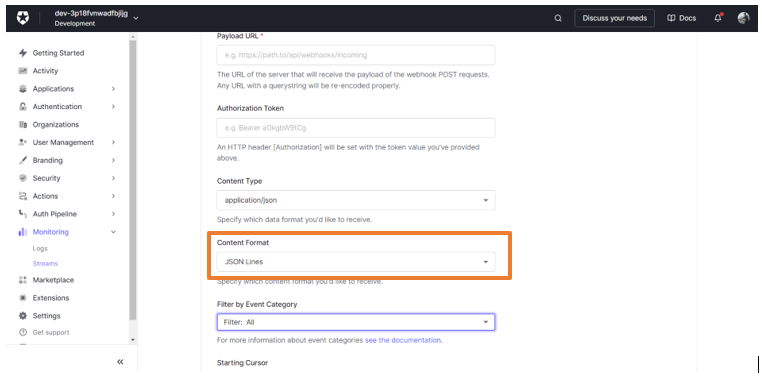 dev-3p18fvnwadfbjljg
Development
Discuss your needs
Docs
Getting Started
Activity
Applications
Authentication
Organizations
User Management
Branding
Security
Actions
Auth Pipeline
Monitoring
Logs
Streams
Marketplace
Extensions
Settings
Get support
Payload URL *
e.g. https://path.to/api/webhooks/incoming
The URL of the server that will receive the payload of the webhook POST requests.
Any URL with a querystring will be re-encoded properly.
Authorization Token
e.g. Bearer aGkgbW9tCg
An HTTP header [Authorization] will be set with the token value you've provided
above.
Content Type
application/json
Specify which data format you'd like to receive.
Content Format
JSON Lines
Specify which content format you'd like to receive.
Filter by Event Category
Filter: All
For more information about event categories see the documentation.
Starting Cursor